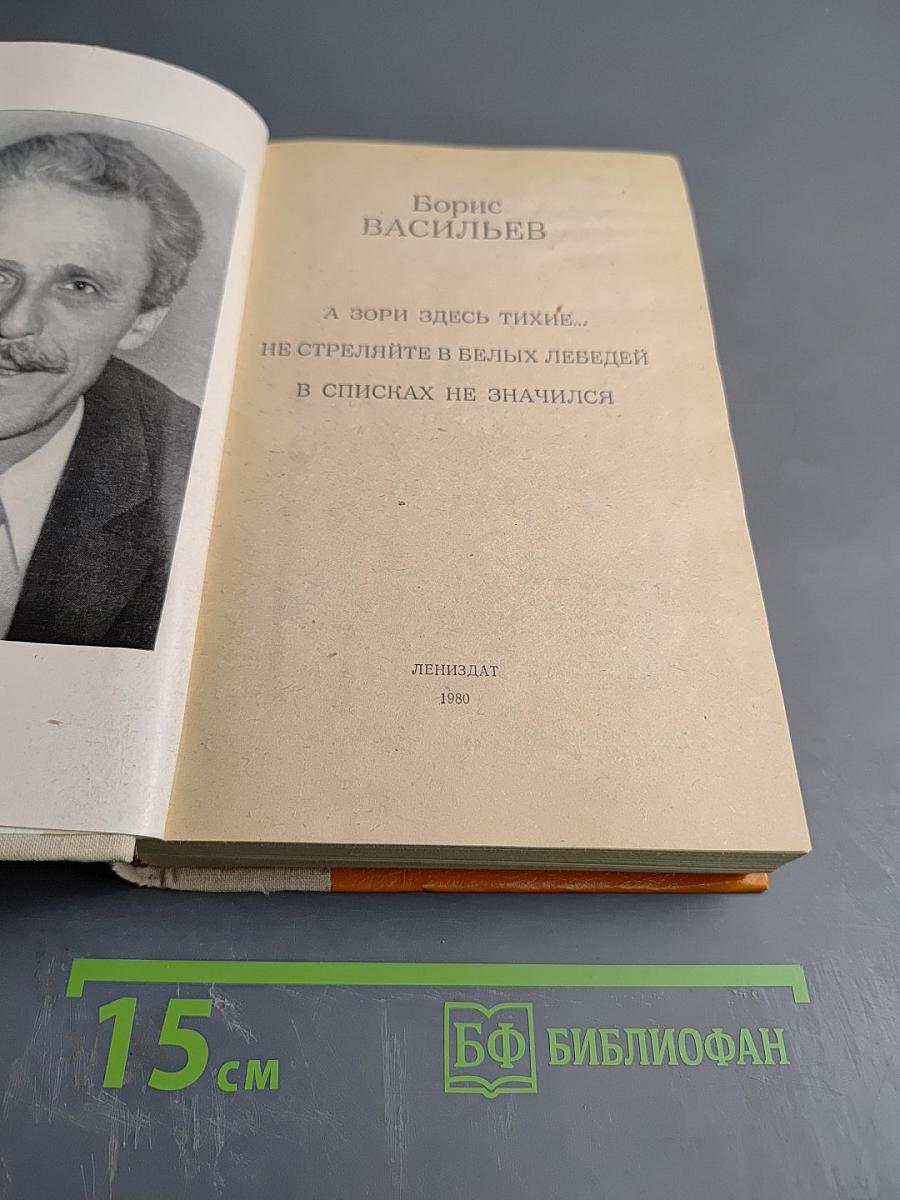 Борис
ВАСИЛЬЕВ
А ЗОРИ ЗДЕСЬ ТИХИЕ...
НЕ СТРЕЛЯЙТЕ В БЕЛЫХ ЛЕБЕДЕЙ
В СПИСКАХ НЕ ЗНАЧИЛСЯ
ЛЕНИЗДАТ
1980
15 см
БФ БИБЛИОФАН